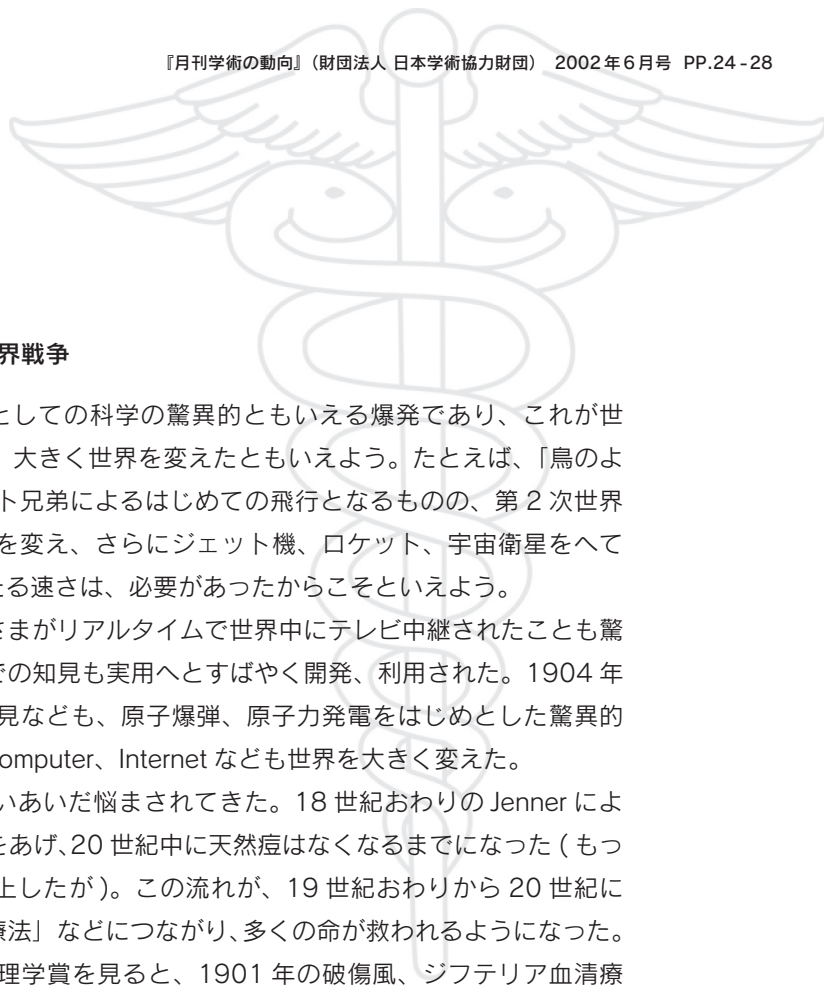 『月刊学術の動向』(財団法人 日本学術協力財団) 2002年6月号 PP.24-28
界戦争
としての科学の驚異的ともいえる爆発であり、これが世
大きく世界を変えたともいえよう。たとえば、「鳥のよ
ト兄弟によるはじめての飛行となるものの、第2次世界
を変え、さらにジェット機、ロケット、宇宙衛星をへて
たる速さは、必要があったからこそといえよう。
さまがリアルタイムで世界中にテレビ中継されたことも驚
での知見も実用へとすばやく開発、利用された。1904年
見なども、原子爆弾、原子力発電をはじめとした驚異的
omputer、Internetなども世界を大きく変えた。
いあいだ悩まされてきた。18世紀おわりのJennerによ
をあげ、20世紀中に天然痘はなくなるまでになった(もっ
上したが)。この流れが、19世紀おわりから20世紀に
療法」などにつながり、多くの命が救われるようになった。
理学賞を見ると、1901年の破傷風、ジフテリア血清療